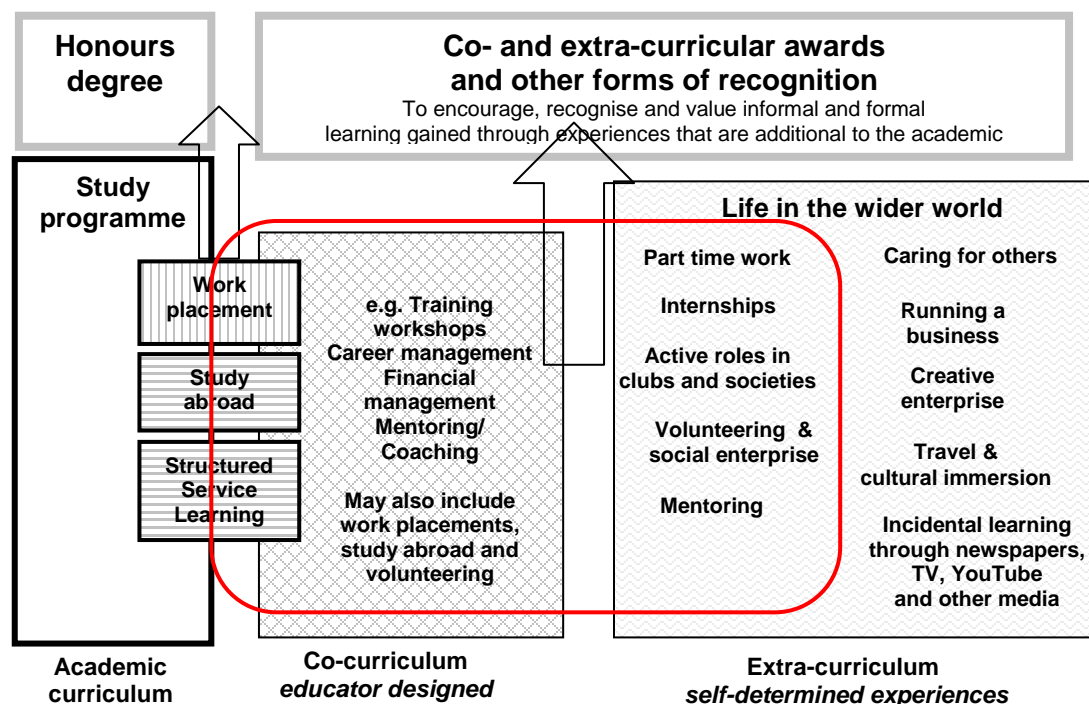 Honours
degree
Co- and extra-curricular awards
and other forms of recognition
To encourage, recognise and value informal and formal
learning gained through experiences that are additional to the academic
Study
programme
Work
placement
Study
abroad
Structured
Service
Learning
e.g. Training
workshops
Career management
Financial
management
Mentoring/
Coaching
May also include
work placements,
study abroad and
volunteering
Life in the wider world
Part time work
Internships
Active roles in
clubs and societies
Volunteering &
social enterprise
Mentoring
Caring for others
Running a
business
Creative
enterprise
Travel &
cultural immersion
Incidental learning
through newspapers,
TV, YouTube
and other media
Academic
curriculum
Co-curriculum
educator designed
Extra-curriculum
self-determined experiences